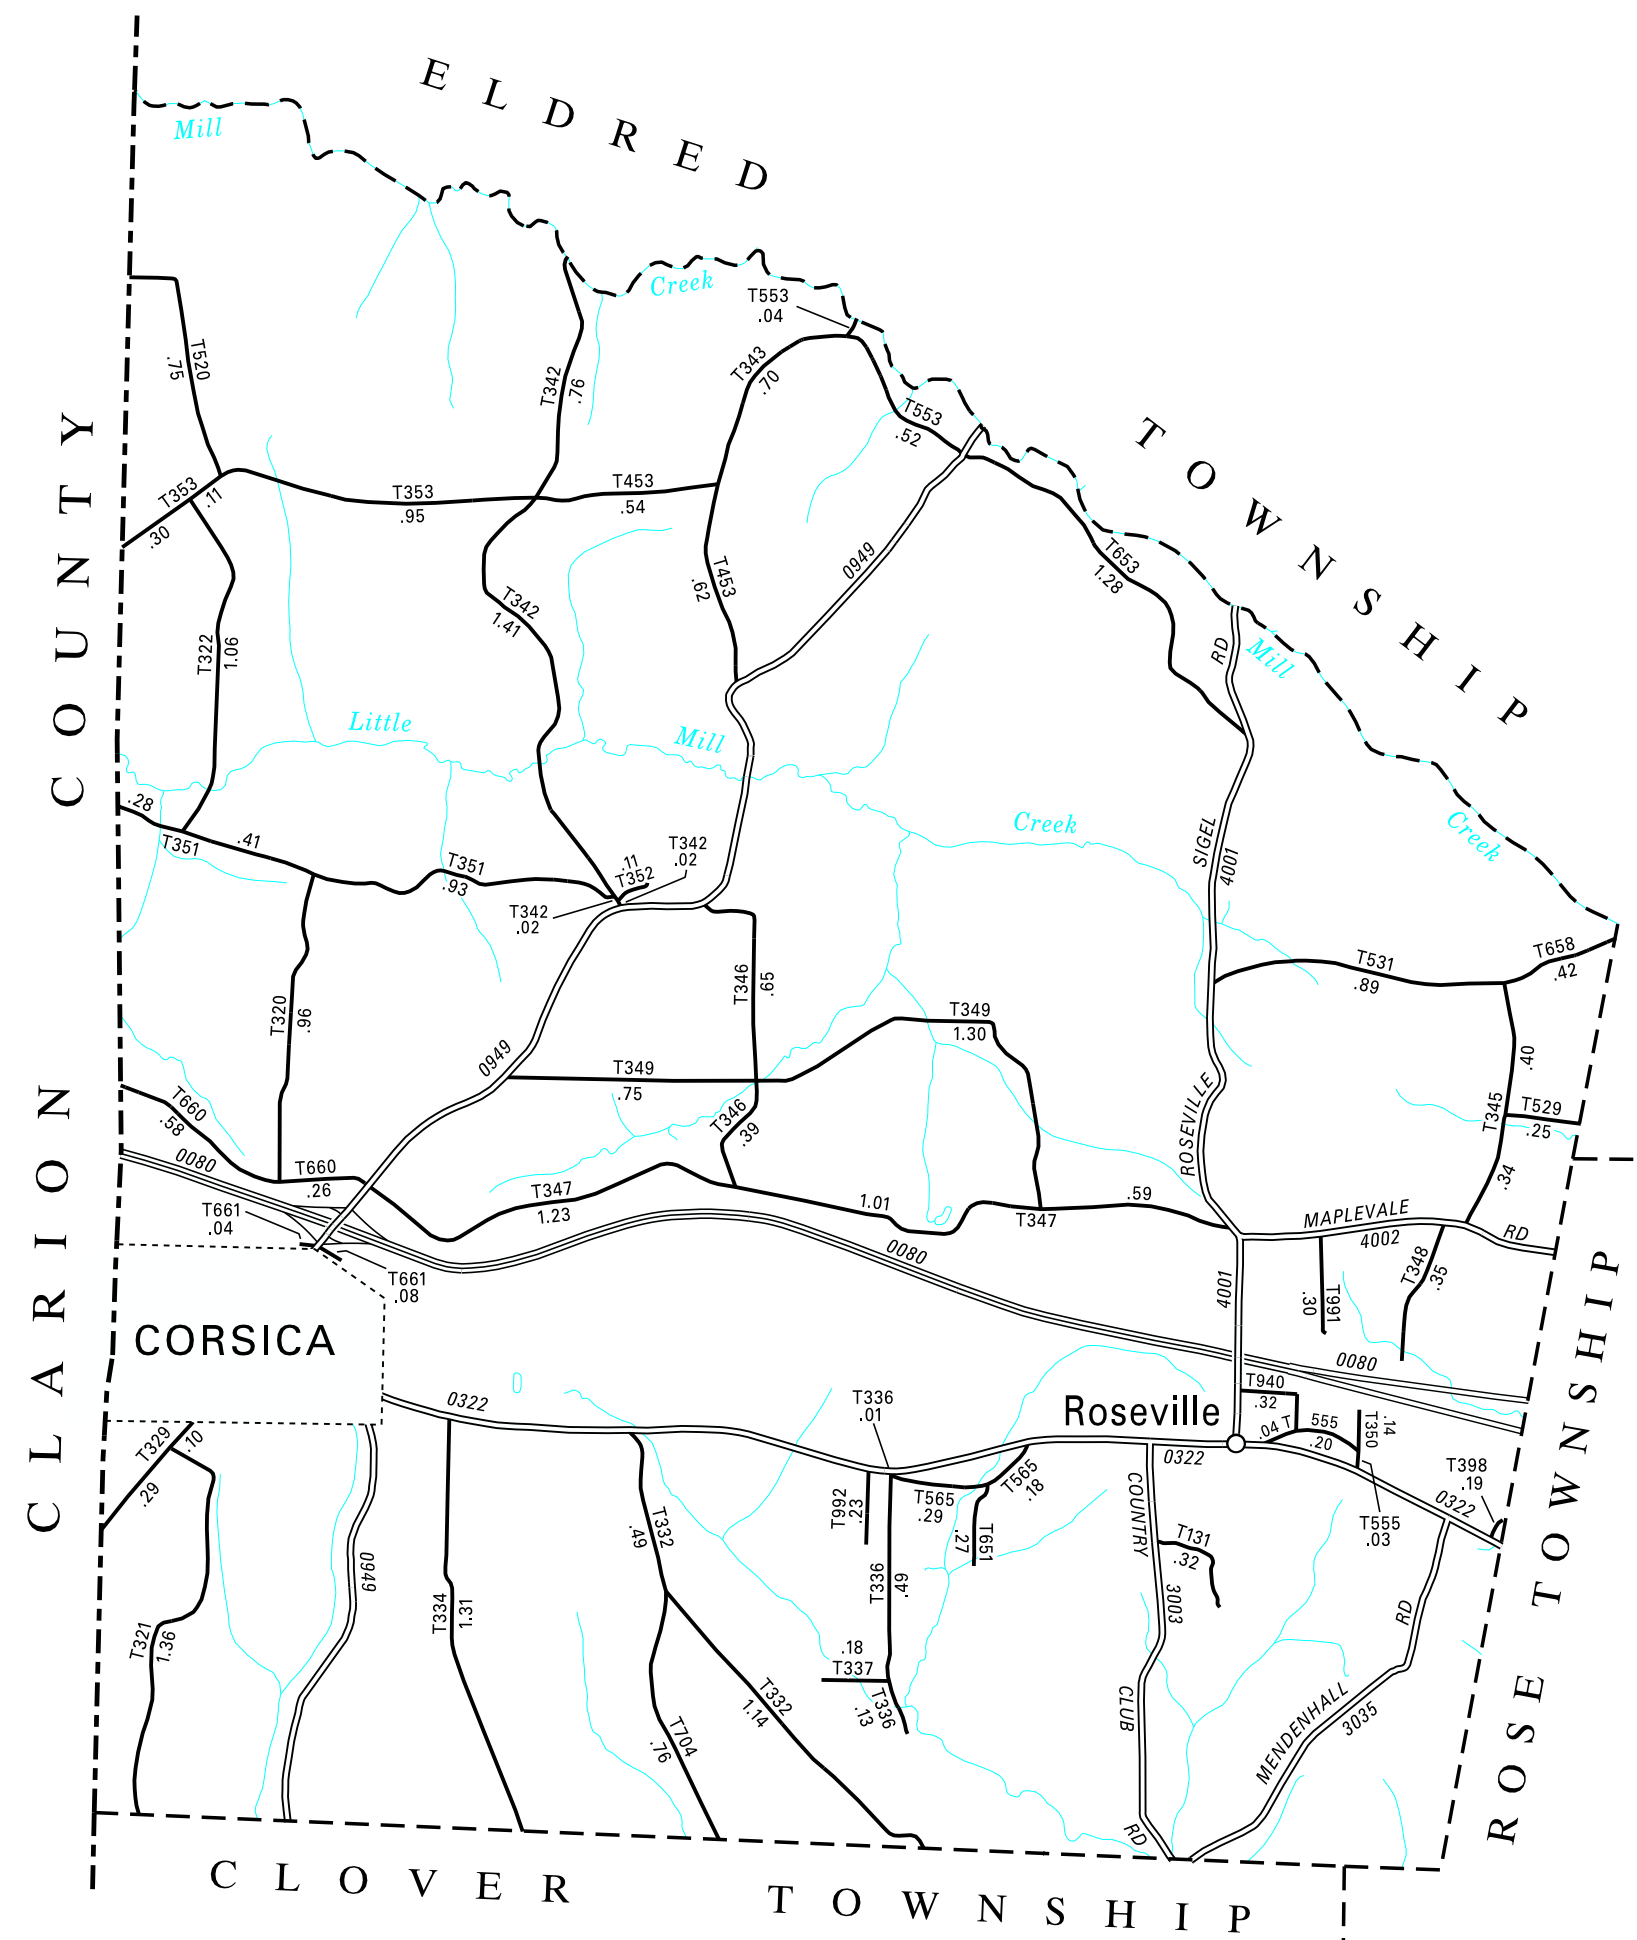 ELDRED
Mill
Creek
T553
.04
T343
.70
T520
.75
T342
.76
T553
.52
TOWNSHIP
COUNTY
T353
.11
.30
T353
.95
T453
.54
0949
T653
1.28
T453
.62
T342
1.41
T322
1.06
RD
Mill
Little
Mill
Creek
Creek
.28
T351
.41
T351
.93
.11
T352
T342
.02
T342
.02
SIGEL
4001
T346
.65
T531
.89
T658
.42
T320
.96
T349
1.30
0949
T349
.75
T346
.39
.40
T345
T529
.25
.34
ROSEVILLE
CLARION
T660
.58
0080
T660
.26
T661
.04
T347
1.23
1.01
T347
.59
MAPLEVALE
4002
RD
0080
T661
.08
4001
T991
.30
T348
.35
CORSICA
0080
T940
.32
0322
T336
.01
Roseville
.04 T
555
.20
T350
.14
0322
T329
.10
.29
T565
.18
T565
.29
T992
.23
T651
.27
T398
.19
0322
T555
.03
COUNTRY
T131
.32
T332
.49
0949
T334
1.31
T336
.49
3003
RD
T321
1.36
.18
T337
T336
.13
CLUB
T332
1.14
T704
.76
MENDENHALL
3035
RD
ROSE TOWNSHIP
CLOVER TOWNSHIP